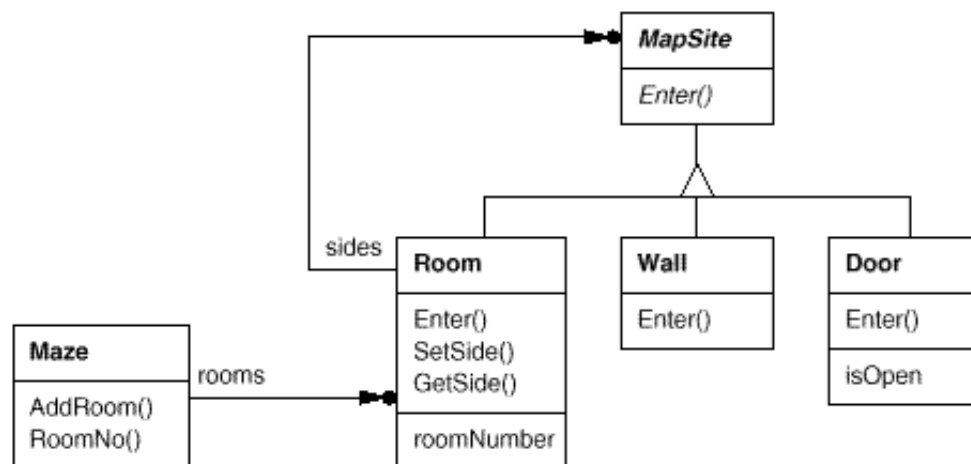 MapSite
Enter()
sides
Room
Enter()
SetSide()
GetSide()
roomNumber
Wall
Enter()
Door
Enter()
isOpen
Maze
AddRoom()
RoomNo()
rooms